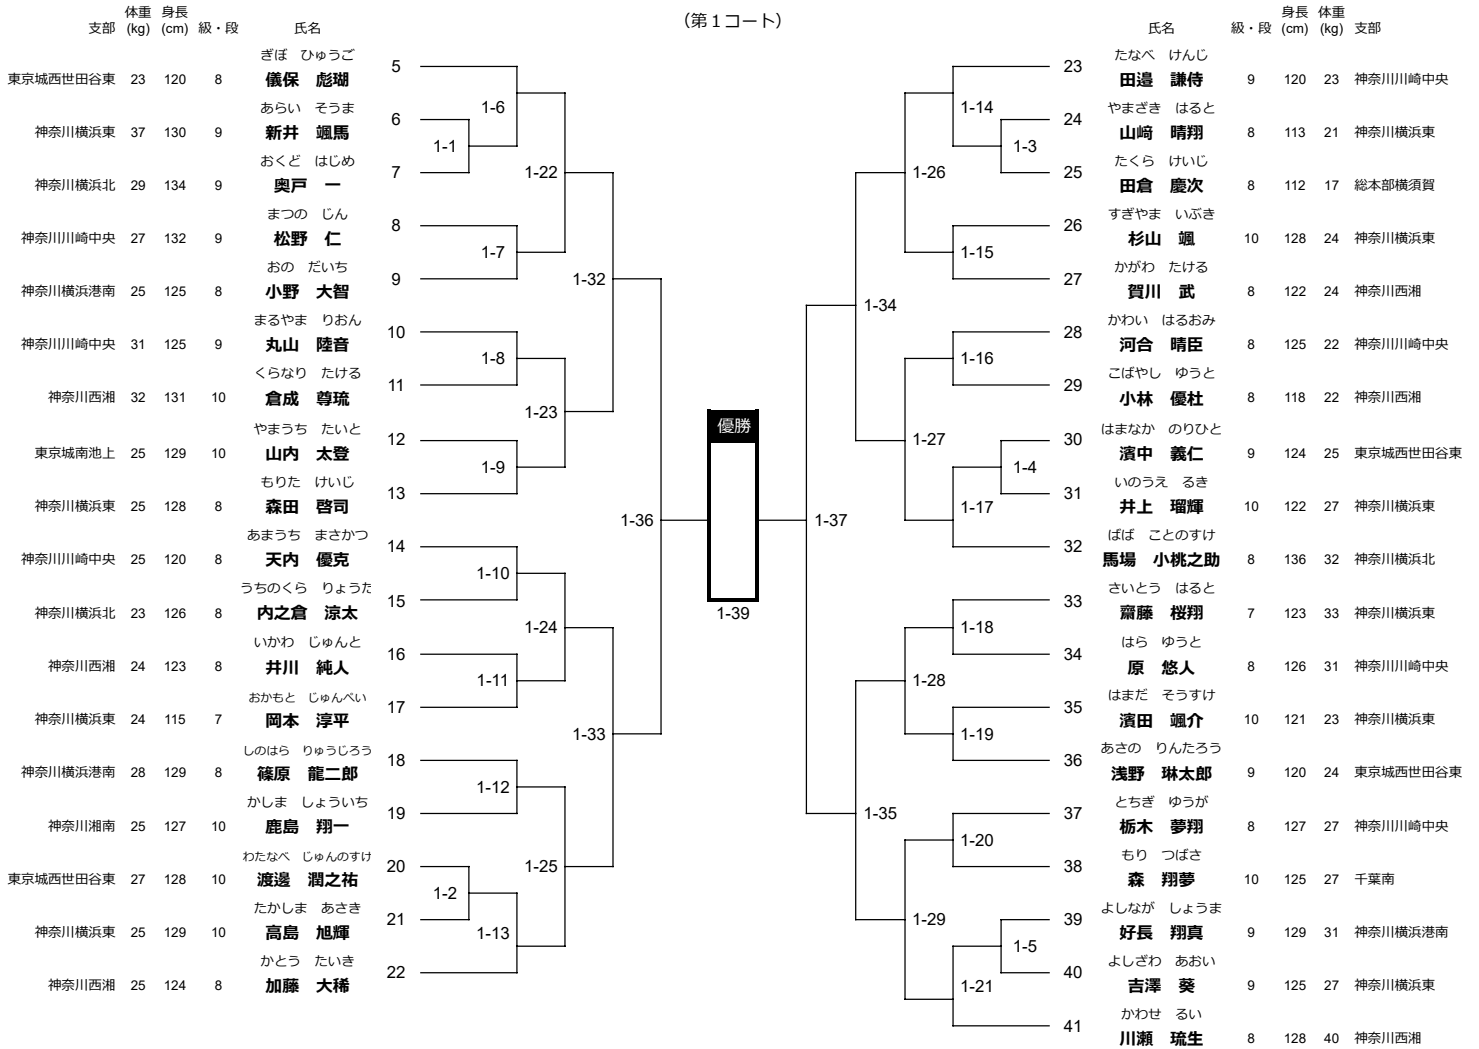 （第１コート）
支部 体重(kg) 身長(cm) 級・段 氏名
ぎぼ ひゅうご
東京城西世田谷東 23 120 8 儀保 彪瑚 5
あらい そうま
神奈川横浜東 37 130 9 新井 颯馬 6
おくど はじめ
神奈川横浜北 29 134 9 奥戸 一 7
まつの じん
神奈川川崎中央 27 132 9 松野 仁 8
おの だいち
神奈川横浜港南 25 125 8 小野 大智 9
まるやま りおん
神奈川川崎中央 31 125 9 丸山 陸音 10
くらなり たける
神奈川西湘 32 131 10 倉成 尊琉 11
やまうち たいと
東京城南池上 25 129 10 山内 太登 12
もりた けいじ
神奈川横浜東 25 128 8 森田 啓司 13
あまうち まさかつ
神奈川川崎中央 25 120 8 天内 優克 14
うちのくら りょうた
神奈川横浜北 23 126 8 内之倉 涼太 15
いかわ じゅんと
神奈川西湘 24 123 8 井川 純人 16
おかもと じゅんぺい
神奈川横浜東 24 115 7 岡本 淳平 17
しのはら りゅうじろう
神奈川横浜港南 28 129 8 篠原 龍二郎 18
かしま しょういち
神奈川湘南 25 127 10 鹿島 翔一 19
わたなべ じゅんのすけ
東京城西世田谷東 27 128 10 渡邊 潤之祐 20
たかしま あさき
神奈川横浜東 25 129 10 高島 旭輝 21
かとう たいき
神奈川西湘 25 124 8 加藤 大稀 22
1-6
1-1
1-22
1-7
1-32
1-8
1-23
1-9
1-36
1-10
1-24
1-11
1-33
1-12
1-25
1-2
1-13
優勝
1-39
1-14
1-3
1-26
1-15
1-34
1-16
1-27
1-4
1-17
1-37
1-18
1-28
1-19
1-35
1-20
1-29
1-5
1-21
氏名 級・段 身長(cm) 体重(kg) 支部
たなべ けんじ
23 田邉 謙侍 9 120 23 神奈川川崎中央
やまざき はると
24 山﨑 晴翔 8 113 21 神奈川横浜東
たくら けいじ
25 田倉 慶次 8 112 17 総本部横須賀
すぎやま いぶき
26 杉山 颯 10 128 24 神奈川横浜東
かがわ たける
27 賀川 武 8 122 24 神奈川西湘
かわい はるおみ
28 河合 晴臣 8 125 22 神奈川川崎中央
こばやし ゆうと
29 小林 優杜 8 118 22 神奈川西湘
はまなか のりひと
30 濱中 義仁 9 124 25 東京城西世田谷東
いのうえ るき
31 井上 瑠輝 10 122 27 神奈川横浜東
ばば ことのすけ
32 馬場 小桃之助 8 136 32 神奈川横浜北
さいとう はると
33 齋藤 桜翔 7 123 33 神奈川横浜東
はら ゆうと
34 原 悠人 8 126 31 神奈川川崎中央
はまだ そうすけ
35 濱田 颯介 10 121 23 神奈川横浜東
あさの りんたろう
36 浅野 琳太郎 9 120 24 東京城西世田谷東
とちぎ ゆうが
37 栃木 夢翔 8 127 27 神奈川川崎中央
もり つばさ
38 森 翔夢 10 125 27 千葉南
よしなが しょうま
39 好長 翔真 9 129 31 神奈川横浜港南
よしざわ あおい
40 吉澤 葵 9 125 27 神奈川横浜東
かわせ るい
41 川瀬 琉生 8 128 40 神奈川西湘